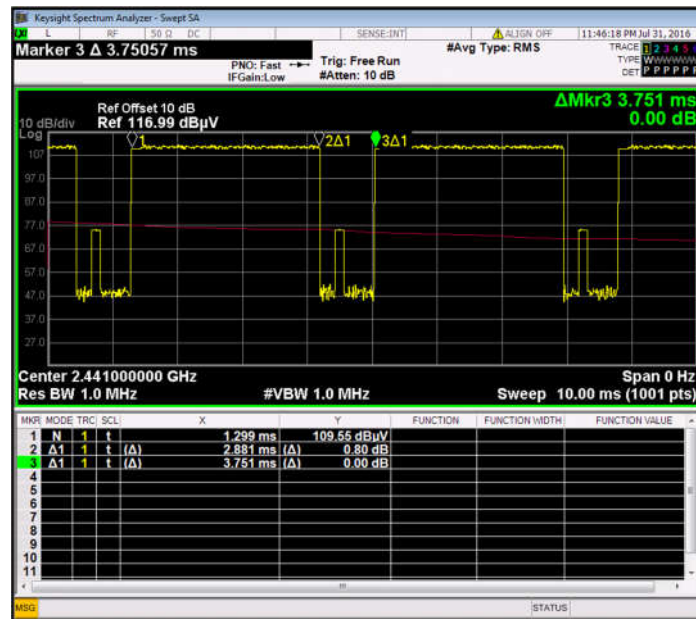 Keysight Spectrum Analyzer - Swept SA
L RF 50 Ω DC SENSE:INT ALIGN OFF 11:46:18 PM Jul 31, 2016
Marker 3 Δ 3.75057 ms
PNO: Fast
IFGain:Low
Trig: Free Run
#Atten: 10 dB
#Avg Type: RMS
TRACE 1 2 3 4 5
TYPE
DET P P P P P
ΔMkr3 3.751 ms
0.00 dB
Ref Offset 10 dB
10 dB/div Ref 116.99 dBµV
Log
1 2Δ1 3Δ1
107
97.0
87.0
77.0
67.0
57.0
47.0
37.0
27.0
Center 2.441000000 GHz Span 0 Hz
Res BW 1.0 MHz #VBW 1.0 MHz Sweep 10.00 ms (1001 pts)
MKR MODE TRC SCL X Y FUNCTION FUNCTION WIDTH FUNCTION VALUE
1 N 1 t 1.299 ms 109.55 dBµV
2 Δ1 1 t (Δ) 2.881 ms (Δ) 0.80 dB
3 Δ1 1 t (Δ) 3.751 ms (Δ) 0.00 dB
4
5
6
7
8
9
10
11
MSG STATUS